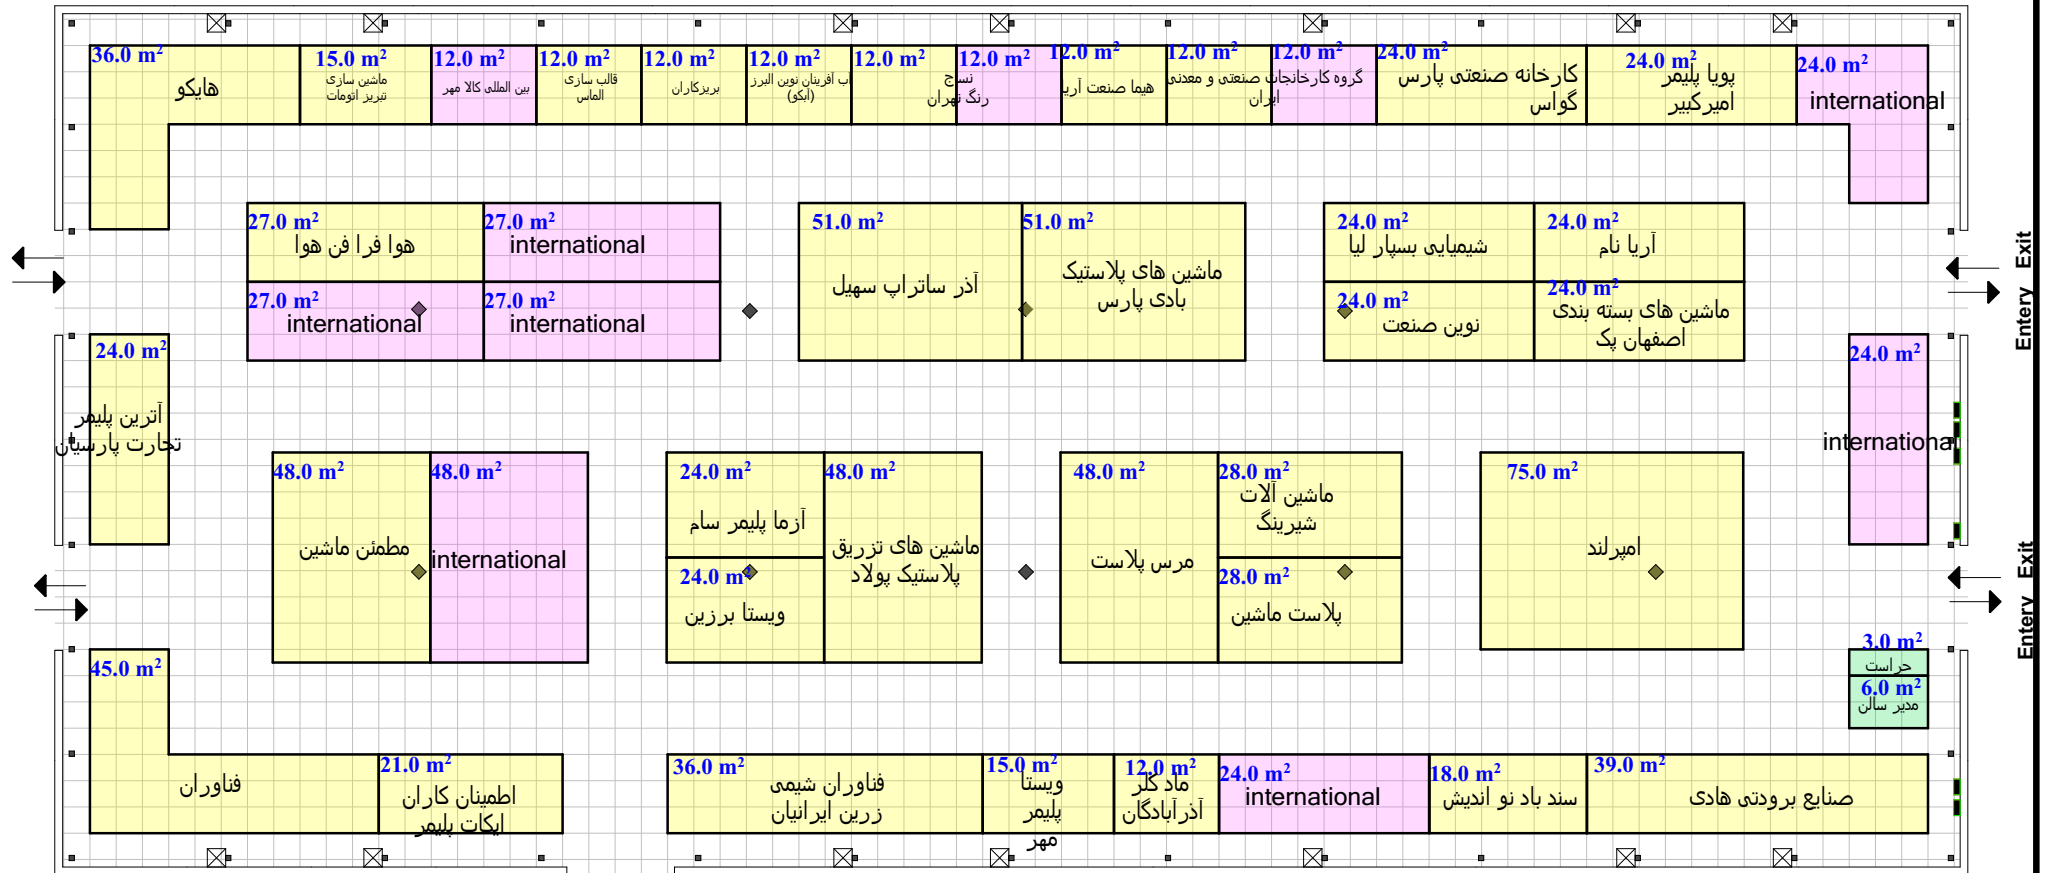 36.0 m²
هایکو
15.0 m²
ماشین سازی
تبریز اتومات
12.0 m²
بین المللی کالا مهر
12.0 m²
قالب سازی
الماس
12.0 m²
بریزکاران
12.0 m²
آب آفرینان نوین البرز
(آبکو)
12.0 m²
12.0 m²
نساج
رنگ تهران
12.0 m²
هیما صنعت آریا
12.0 m²
12.0 m²
گروه کارخانجات صنعتی و معدنی
ایران
24.0 m²
کارخانه صنعتی پارس
گواس
24.0 m²
پویا پلیمر
امیرکبیر
24.0 m²
international
27.0 m²
هوا فرا فن هوا
27.0 m²
international
27.0 m²
international
27.0 m²
international
51.0 m²
آذر ساتراپ سهیل
51.0 m²
ماشین های پلاستیک
بادی پارس
24.0 m²
شیمیایی بسپار لیا
24.0 m²
آریا نام
24.0 m²
نوین صنعت
24.0 m²
ماشین های بسته بندی
اصفهان پک
Entery Exit
24.0 m²
آترین پلیمر
تجارت پارسیان
24.0 m²
international
48.0 m²
مطمئن ماشین
48.0 m²
international
24.0 m²
آزما پلیمر سام
24.0 m²
ویستا برزین
48.0 m²
ماشین های تزریق
پلاستیک پولاد
48.0 m²
مرس پلاست
28.0 m²
ماشین آلات
شیرینگ
28.0 m²
پلاست ماشین
75.0 m²
امپرلند
Entery Exit
3.0 m²
حراست
6.0 m²
مدیر سالن
45.0 m²
فناوران
21.0 m²
اطمینان کاران
ایکات پلیمر
36.0 m²
فناوران شیمی
زرین ایرانیان
15.0 m²
ویستا
پلیمر
مهر
12.0 m²
ماد کلر
آذرآبادگان
24.0 m²
international
18.0 m²
سند باد نو اندیش
39.0 m²
صنایع برودتی هادی